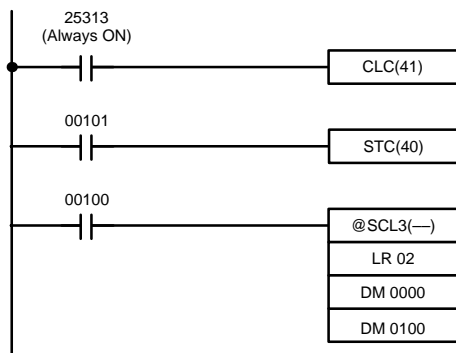 25313
(Always ON)
CLC(41)
00101
STC(40)
00100
@SCL3(––)
LR 02
DM 0000
DM 0100